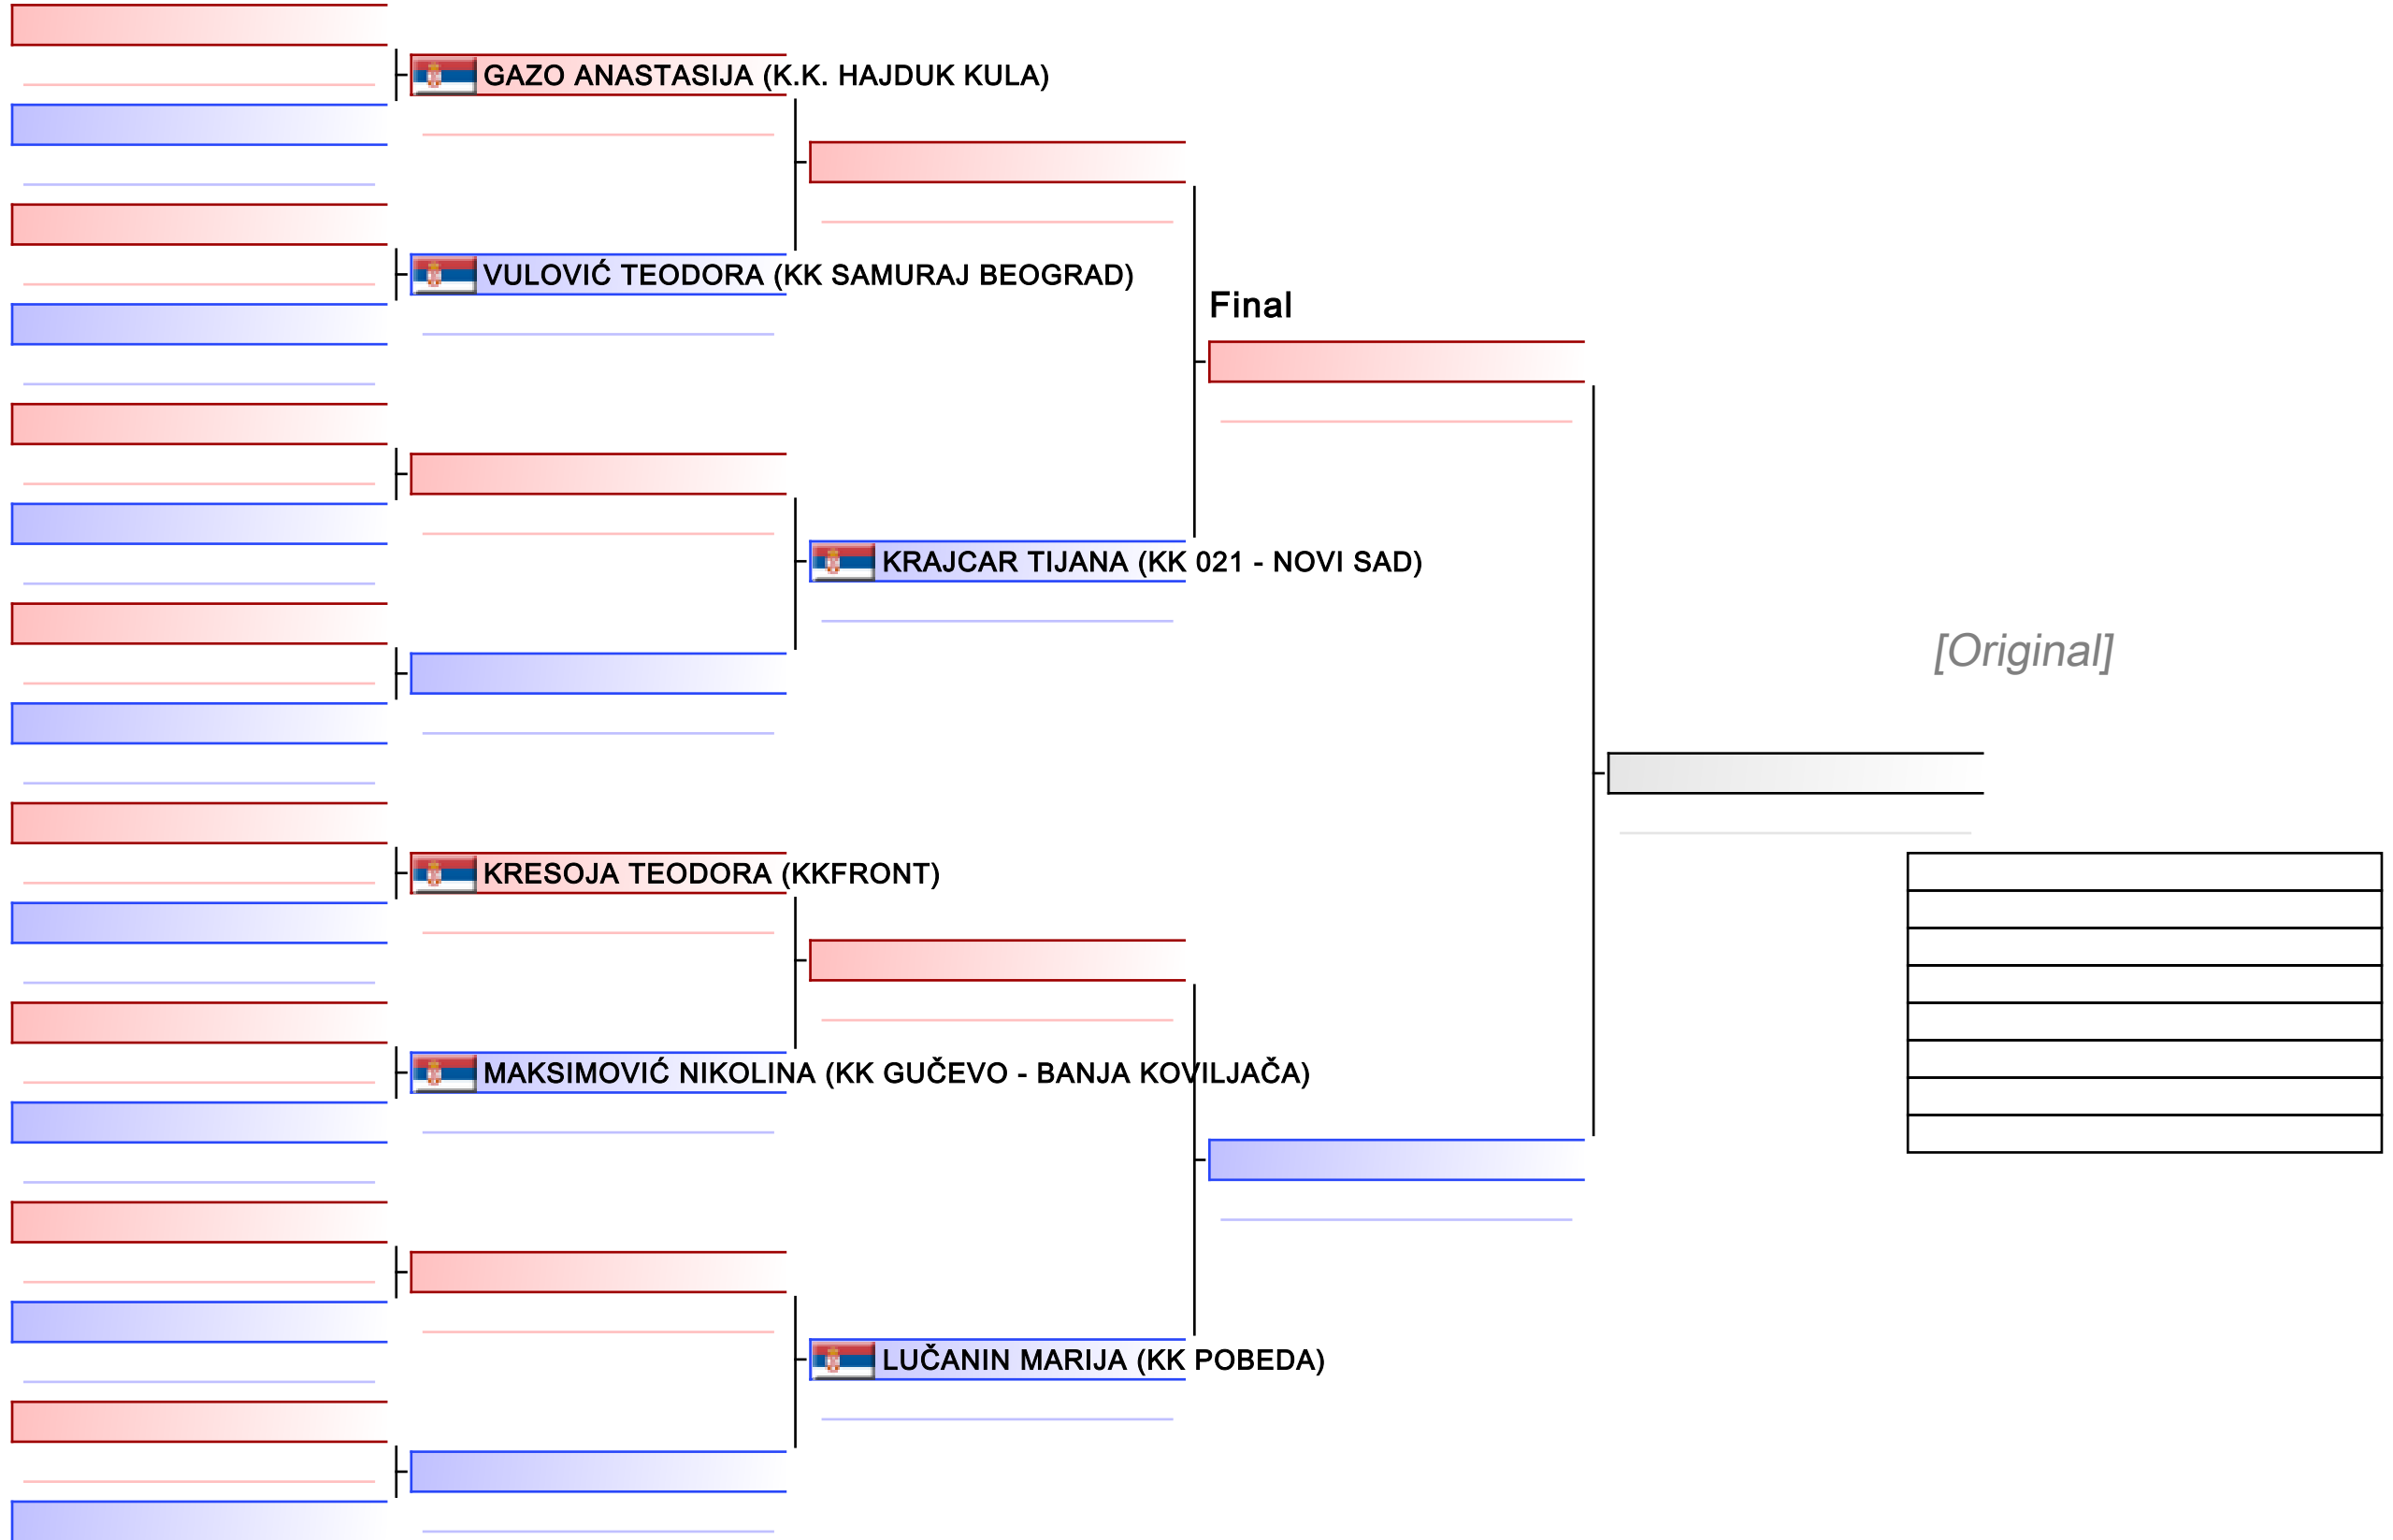 GAZO ANASTASIJA (K.K. HAJDUK KULA)
VULOVIĆ TEODORA (KK SAMURAJ BEOGRAD)
Final
KRAJCAR TIJANA (KK 021 - NOVI SAD)
[Original]
KRESOJA TEODORA (KKFRONT)
MAKSIMOVIĆ NIKOLINA (KK GUČEVO - BANJA KOVILJAČA)
LUČANIN MARIJA (KK POBEDA)